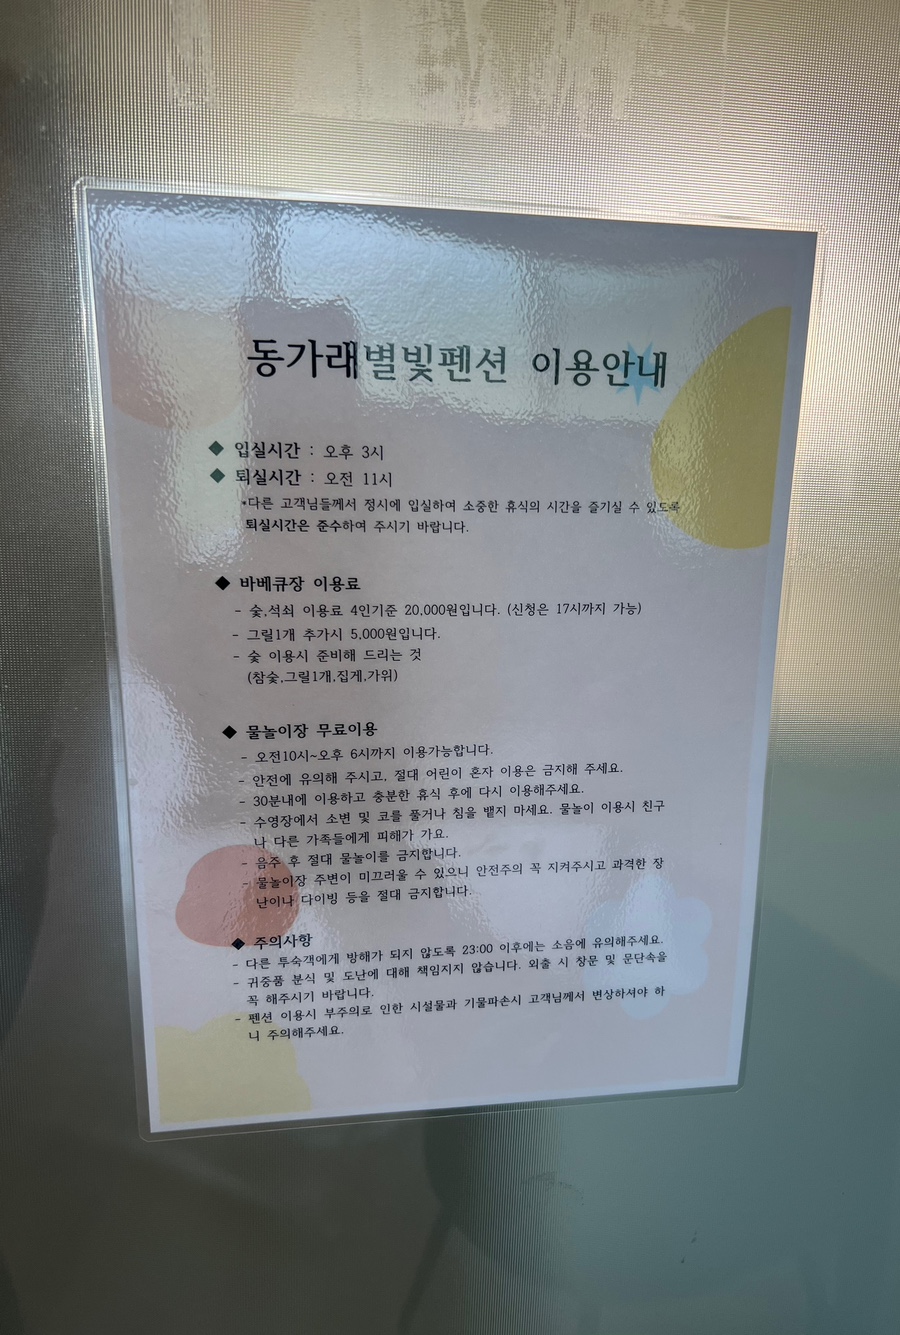 동가래별빛펜션 이용안내
◆ 입실시간 : 오후 3시
◆ 퇴실시간 : 오전 11시
*다른 고객님들께서 정시에 입실하여 소중한 휴식의 시간을 즐기실 수 있도록
퇴실시간은 준수하여 주시기 바랍니다.
◆ 바베큐장 이용료
- 숯,석쇠 이용료 4인기준 20,000원입니다. (신청은 17시까지 가능)
- 그릴1개 추가시 5,000원입니다.
- 숯 이용시 준비해 드리는 것
(참숯,그릴1개,집게,가위)
◆ 물놀이장 무료이용
- 오전10시~오후 6시까지 이용가능합니다.
- 안전에 유의해 주시고, 절대 어린이 혼자 이용은 금지해 주세요.
- 30분내에 이용하고 충분한 휴식 후에 다시 이용해주세요.
- 수영장에서 소변 및 코를 풀거나 침을 뱉지 마세요. 물놀이 이용시 친구
나 다른 가족들에게 피해가 가요.
- 음주 후 절대 물놀이를 금지합니다.
- 물놀이장 주변이 미끄러울 수 있으니 안전주의 꼭 지켜주시고 과격한 장
난이나 다이빙 등을 절대 금지합니다.
◆ 주의사항
- 다른 투숙객에게 방해가 되지 않도록 23:00 이후에는 소음에 유의해주세요.
- 귀중품 분식 및 도난에 대해 책임지지 않습니다. 외출 시 창문 및 문단속을
꼭 해주시기 바랍니다.
- 펜션 이용시 부주의로 인한 시설물과 기물파손시 고객님께서 변상하셔야 하
니 주의해주세요.